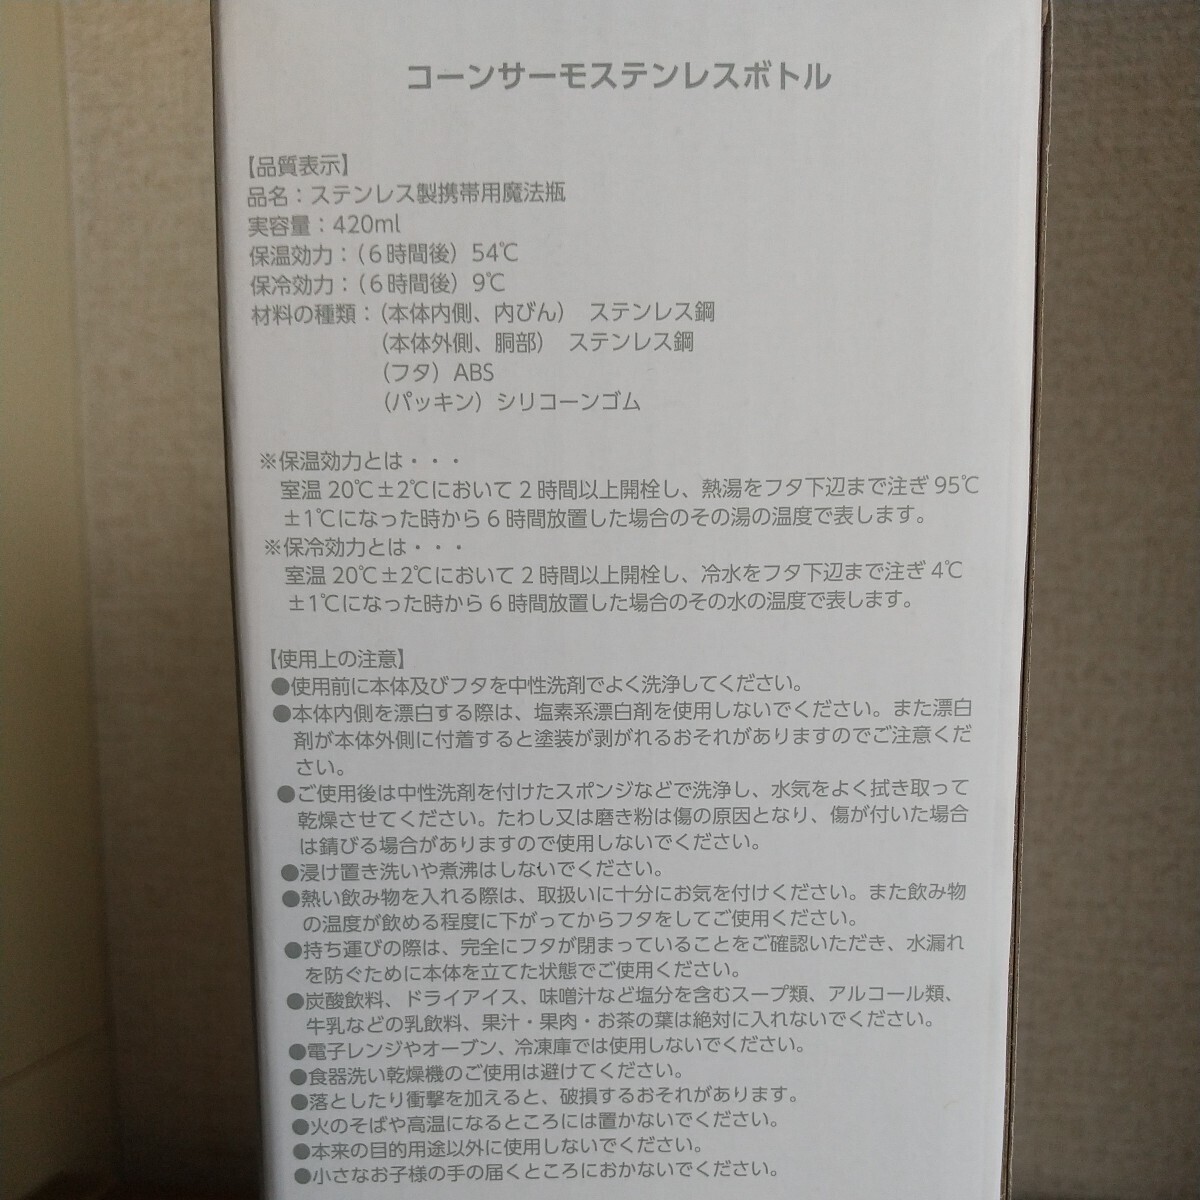 コーンサーモステンレスボトル
【品質表示】
品名：ステンレス製携帯用魔法瓶
実容量：420ml
保温効力：（6時間後）54℃
保冷効力：（6時間後）9℃
材料の種類：（本体内側、内びん） ステンレス鋼
（本体外側、胴部） ステンレス鋼
（フタ）ABS
（パッキン）シリコーンゴム
※保温効力とは・・・
室温20℃±2℃において2時間以上開栓し、熱湯をフタ下辺まで注ぎ95℃
±1℃になった時から6時間放置した場合のその湯の温度で表します。
※保冷効力とは・・・
室温20℃±2℃において2時間以上開栓し、冷水をフタ下辺まで注ぎ4℃
±1℃になった時から6時間放置した場合のその水の温度で表します。
【使用上の注意】
●使用前に本体及びフタを中性洗剤でよく洗浄してください。
●本体内側を漂白する際は、塩素系漂白剤を使用しないでください。また漂白
剤が本体外側に付着すると塗装が剥がれるおそれがありますのでご注意くだ
さい。
●ご使用後は中性洗剤を付けたスポンジなどで洗浄し、水気をよく拭き取って
乾燥させてください。たわし又は磨き粉は傷の原因となり、傷が付いた場合
は錆びる場合がありますので使用しないでください。
●浸け置き洗いや煮沸はしないでください。
●熱い飲み物を入れる際は、取扱いに十分にお気を付けください。また飲み物
の温度が飲める程度に下がってからフタをしてご使用ください。
●持ち運びの際は、完全にフタが閉まっていることをご確認いただき、水漏れ
を防ぐために本体を立てた状態でご使用ください。
●炭酸飲料、ドライアイス、味噌汁など塩分を含むスープ類、アルコール類、
牛乳などの乳飲料、果汁・果肉・お茶の葉は絶対に入れないでください。
●電子レンジやオーブン、冷凍庫では使用しないでください。
●食器洗い乾燥機のご使用は避けてください。
●落としたり衝撃を加えると、破損するおそれがあります。
●火のそばや高温になるところには置かないでください。
●本来の目的用途以外に使用しないでください。
●小さなお子様の手の届くところにおかないでください。